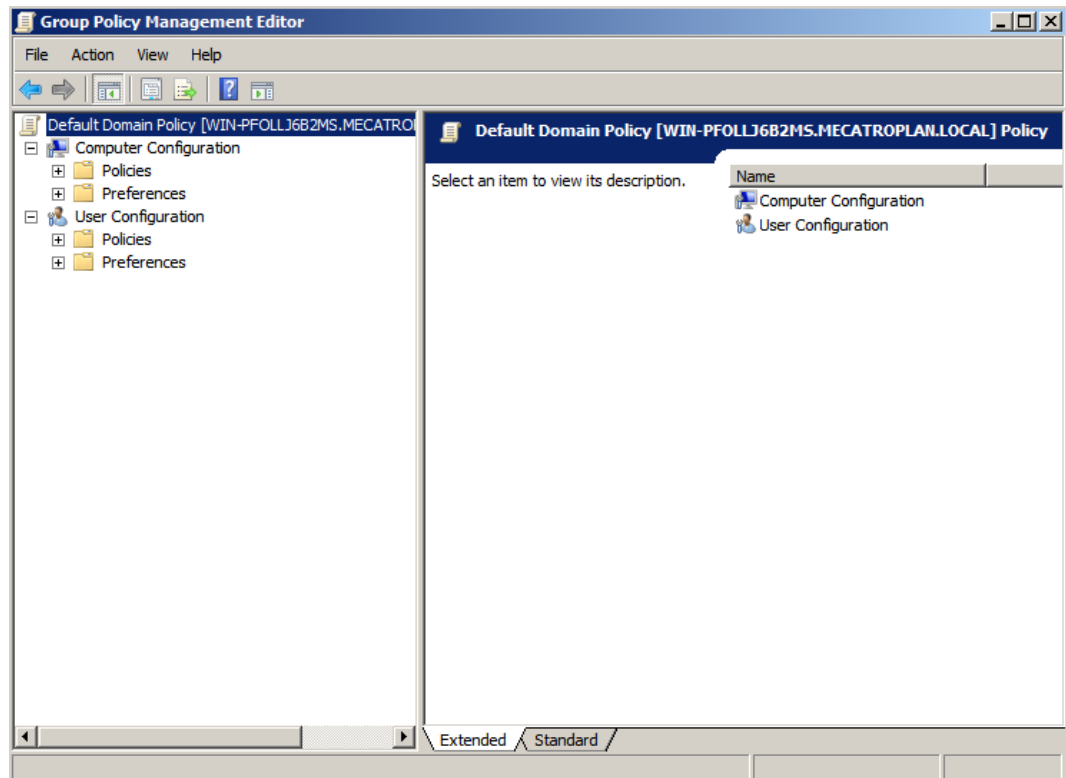 Group Policy Management Editor
File Action View Help
Default Domain Policy [WIN-PFOLLJ6B2MS.MECATRO
Computer Configuration
Policies
Preferences
User Configuration
Policies
Preferences
Default Domain Policy [WIN-PFOLLJ6B2MS.MECATROPLAN.LOCAL] Policy
Select an item to view its description.
Name
Computer Configuration
User Configuration
Extended Standard